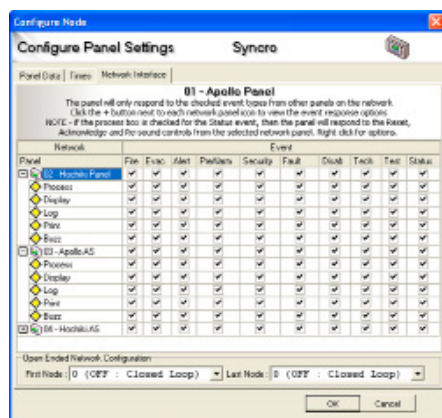 Configure Node
Configure Panel Settings Syncro
Panel Data Times Network Interface
01 - Apollo Panel
The panel will only respond to the checked event types from other panels on the network.
Click the + button next to each network panel icon to view the event response options
NOTE - if the process box is checked for the Status event, then the panel will respond to the Reset,
Acknowledge and Re-sound controls from the selected network panel. Right click for options.
Network Event
Panel Fire Evac Alert PreAlarm Security Fault Disab Tech Test Status
02 - Hochiki Panel
Process
Display
Log
Print
Buzz
03 - Apollo AS
Process
Display
Log
Print
Buzz
04 - Hochiki AS
Open Ended Network Configuration
First Node : 0 (OFF : Closed Loop) Last Node : 0 (OFF : Closed Loop)
OK Cancel